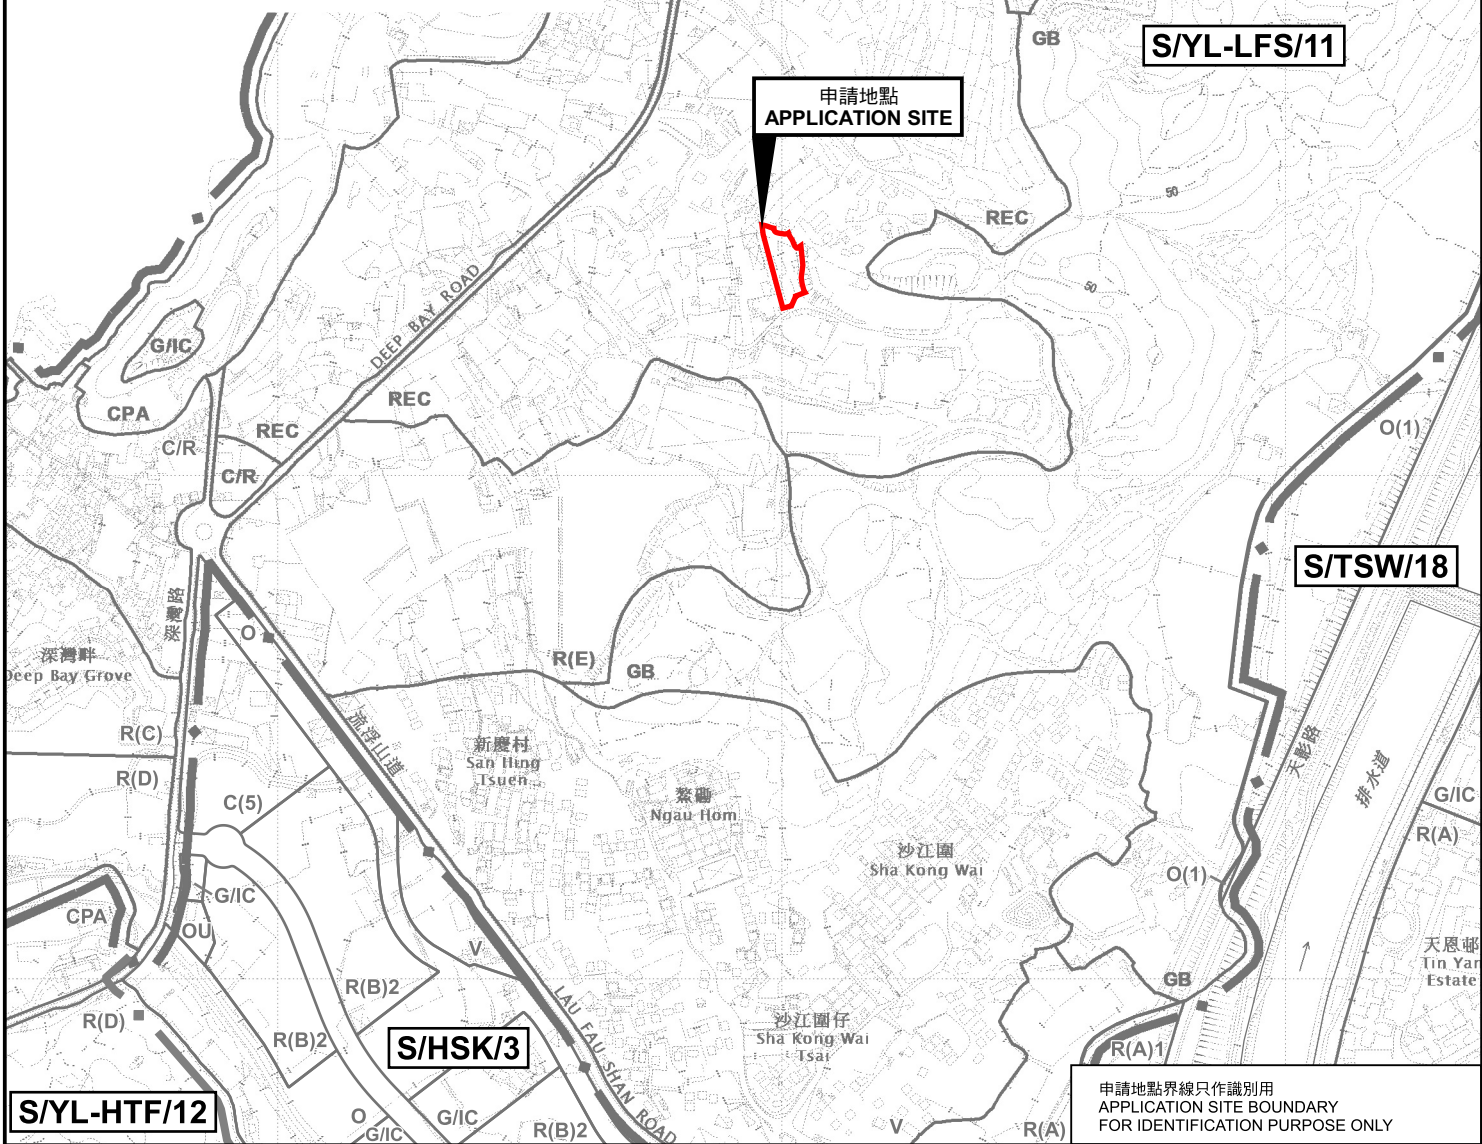 GB
S/YL-LFS/11
申請地點
APPLICATION SITE
50
REC
50
DEEP BAY ROAD
G/IC
REC
CPA
REC
C/R
C/R
O(1)
S/TSW/18
深灣路
深灣畔
Deep Bay Grove
O
R(E)
GB
R(C)
流浮山道
新慶村
San Hing
Tsuen
天影路
排水道
R(D)
C(5)
鰲磡
Ngau Hom
G/IC
R(A)
沙江圍
Sha Kong Wai
O(1)
G/IC
CPA
OU
V
天恩邨
Tin Yan
Estate
GB
R(B)2
LAU FAU SHAN ROAD
R(D)
R(B)2
S/HSK/3
沙江圍仔
Sha Kong Wai
Tsai
R(A)1
S/YL-HTF/12
O
G/IC
G/IC
R(B)2
V
R(A)
申請地點界線只作識別用
APPLICATION SITE BOUNDARY
FOR IDENTIFICATION PURPOSE ONLY